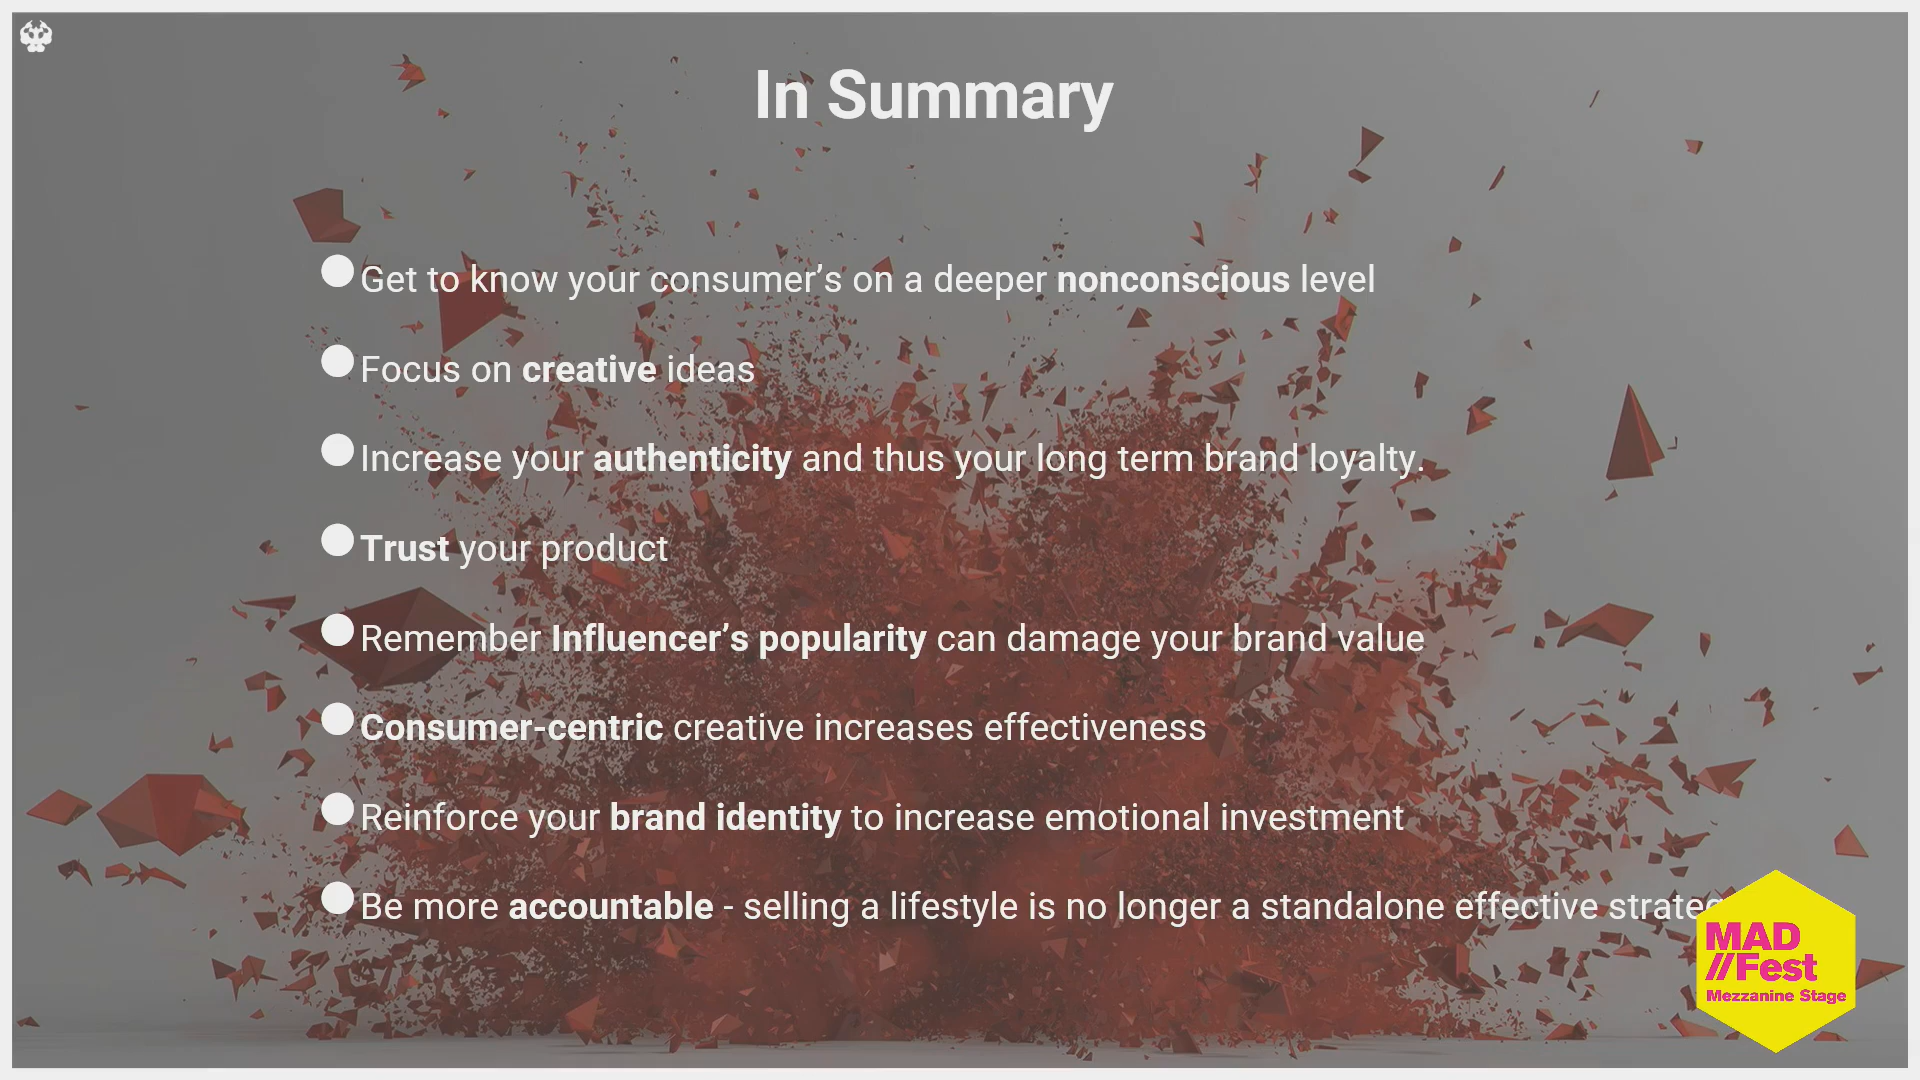 In Summary
Get to know your consumer’s on a deeper nonconscious level
Focus on creative ideas
Increase your authenticity and thus your long term brand loyalty.
Trust your product
Remember Influencer’s popularity can damage your brand value
Consumer-centric creative increases effectiveness
Reinforce your brand identity to increase emotional investment
Be more accountable - selling a lifestyle is no longer a standalone effective
MAD
//Fest
Mezzanine Stage